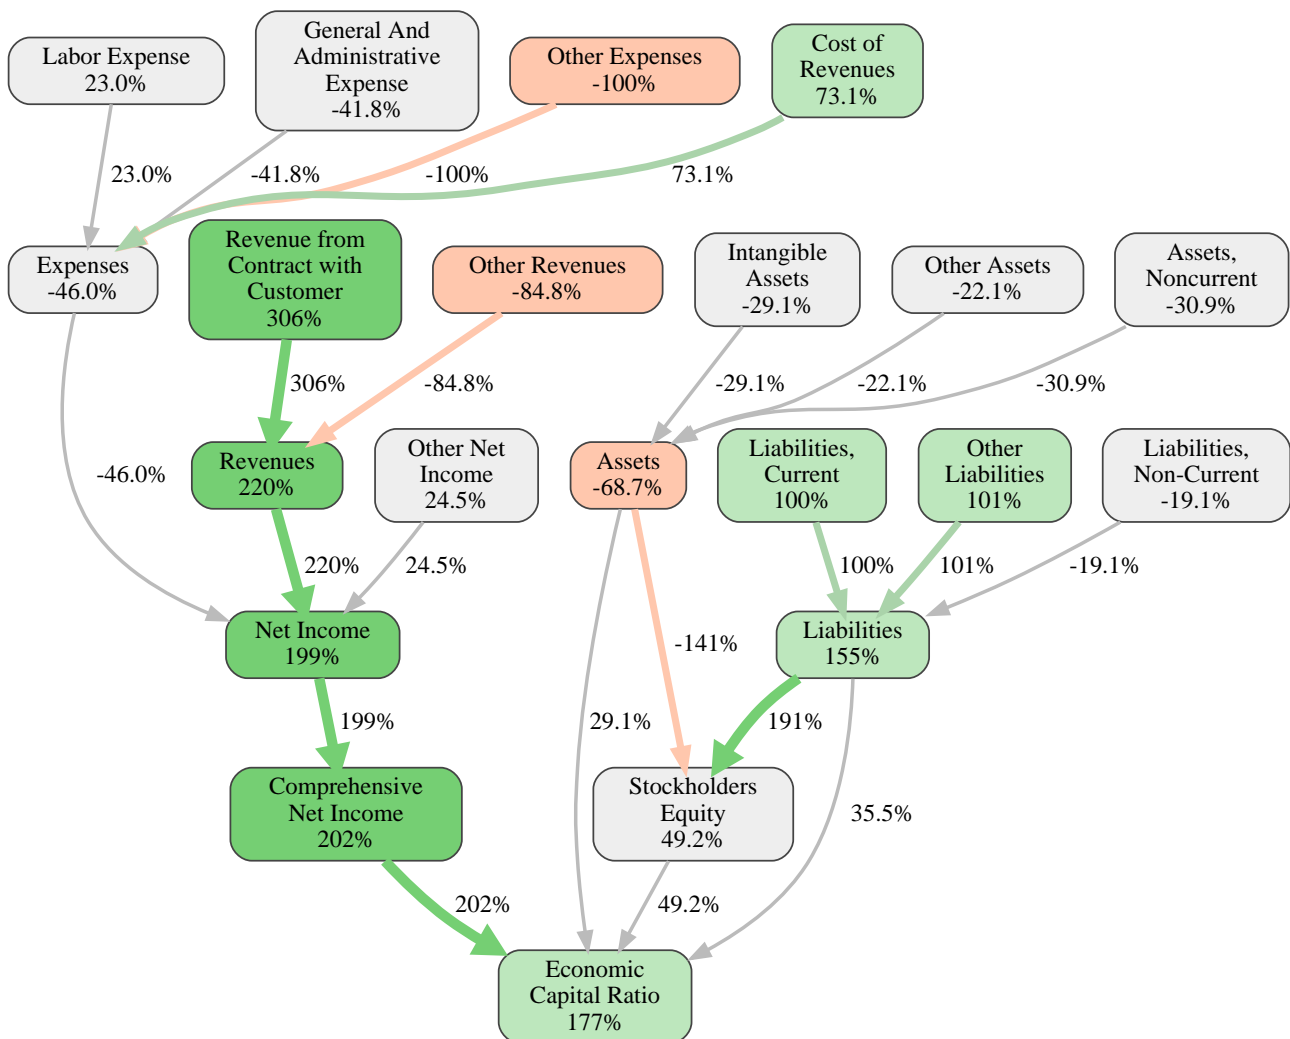 Labor Expense
23.0%
General And
Administrative
Expense
-41.8%
Other Expenses
-100%
Cost of
Revenues
73.1%
23.0%
-41.8%
-100%
73.1%
Expenses
-46.0%
Revenue from
Contract with
Customer
306%
Other Revenues
-84.8%
Intangible
Assets
-29.1%
Other Assets
-22.1%
Assets,
Noncurrent
-30.9%
306%
-84.8%
-29.1%
-22.1%
-30.9%
-46.0%
Revenues
220%
Other Net
Income
24.5%
Assets
-68.7%
Liabilities,
Current
100%
Other
Liabilities
101%
Liabilities,
Non-Current
-19.1%
220%
24.5%
100%
101%
-19.1%
Net Income
199%
-141%
Liabilities
155%
199%
29.1%
191%
Comprehensive
Net Income
202%
Stockholders
Equity
49.2%
35.5%
202%
49.2%
Economic
Capital Ratio
177%